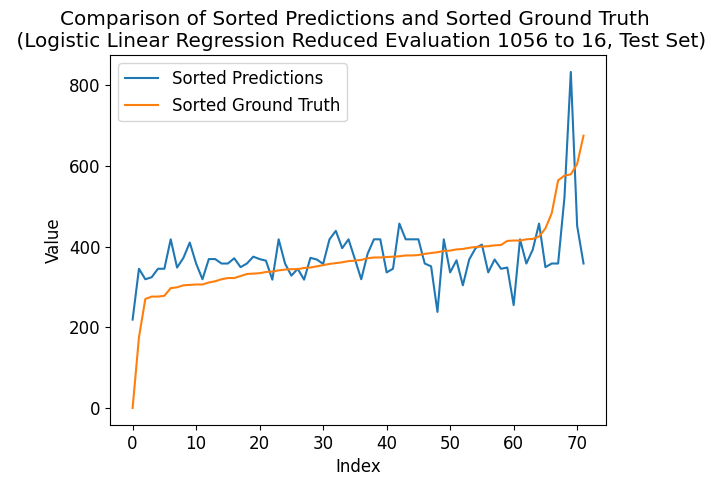 Comparison of Sorted Predictions and Sorted Ground Truth
(Logistic Linear Regression Reduced Evaluation 1056 to 16, Test Set)
Sorted Predictions
Sorted Ground Truth
800
600
400
200
0
Value
0 10 20 30 40 50 60 70
Index